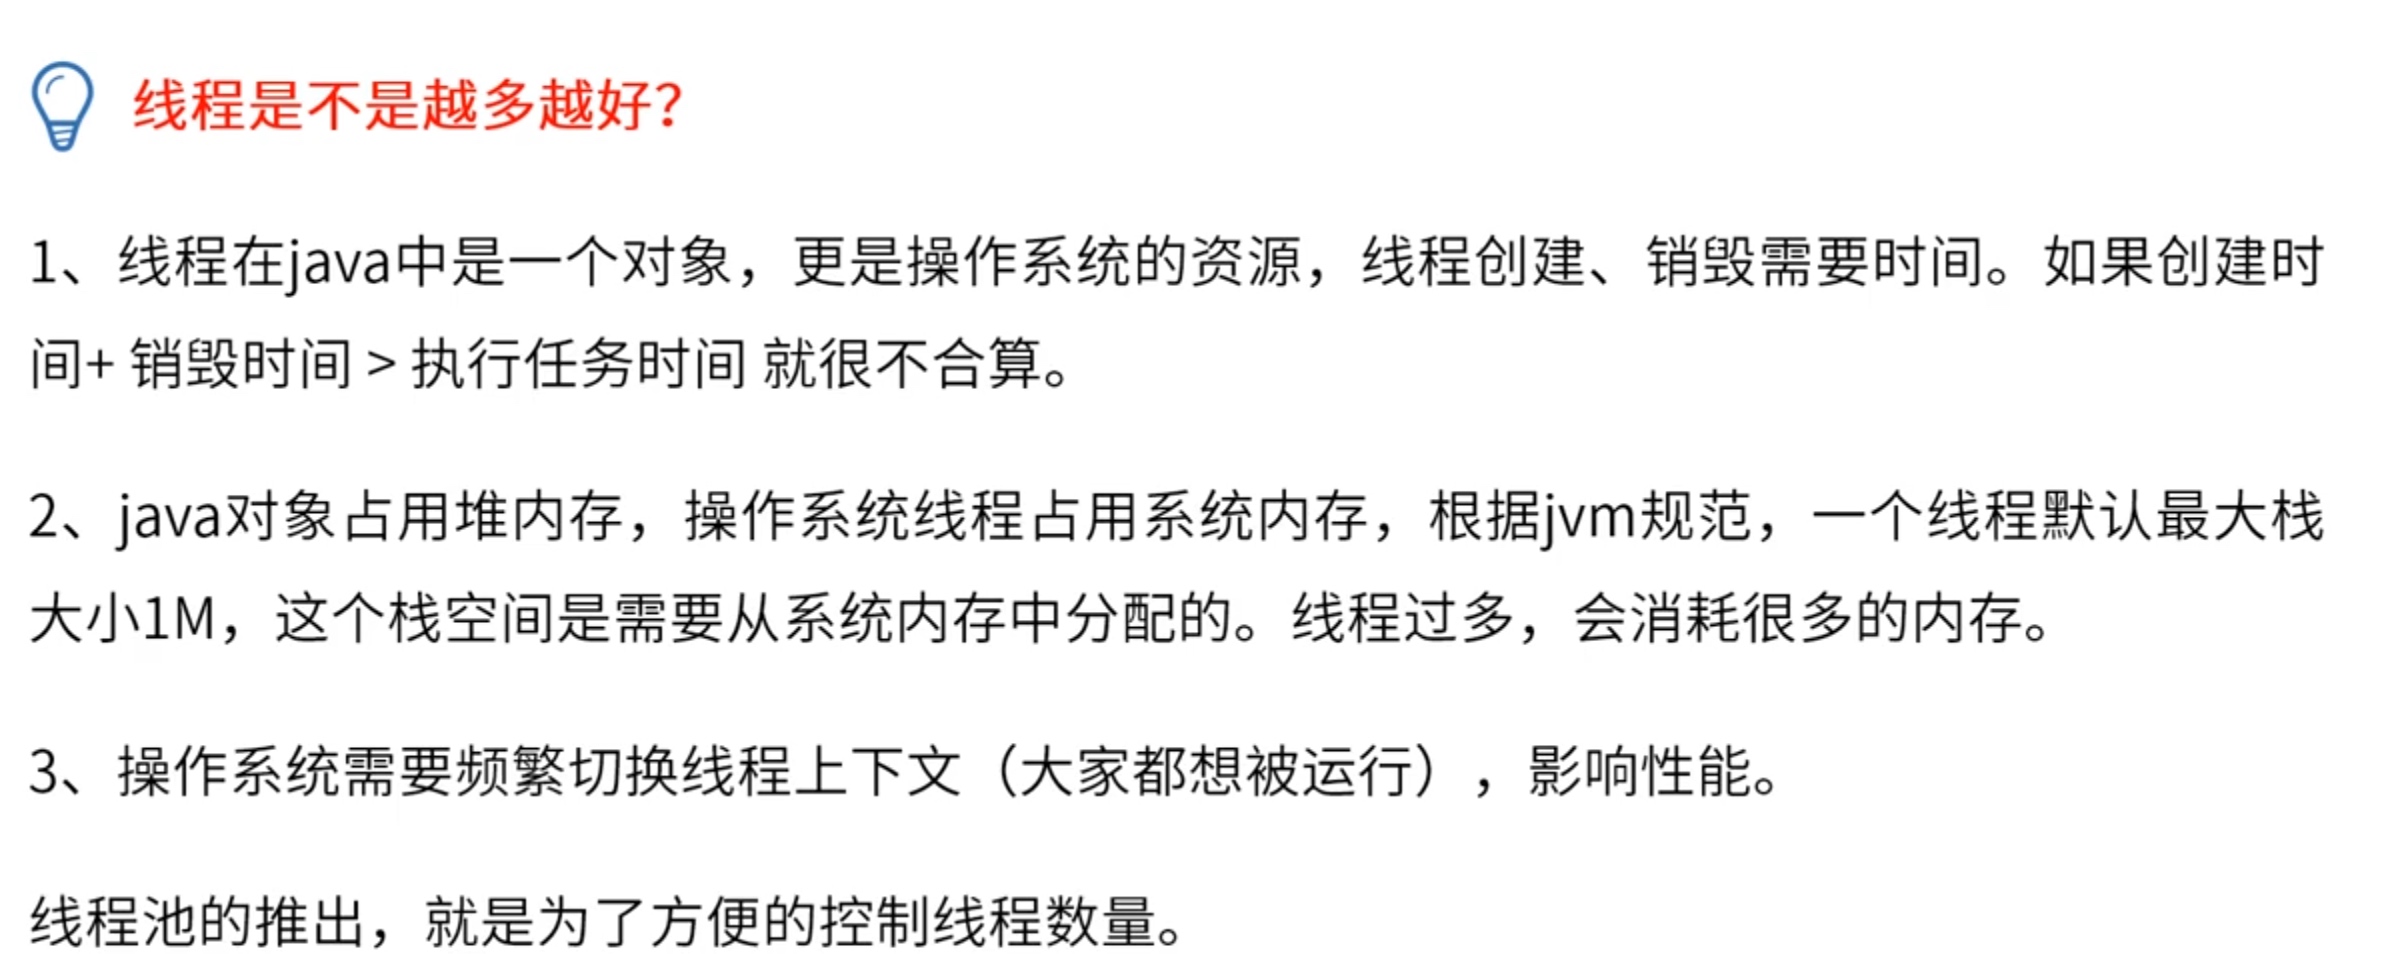 线程是不是越多越好?
1、线程在java中是一个对象，更是操作系统的资源，线程创建、销毁需要时间。如果创建时
间+ 销毁时间 > 执行任务时间 就很不合算。
2、java对象占用堆内存，操作系统线程占用系统内存，根据jvm规范，一个线程默认最大栈
大小1M，这个栈空间是需要从系统内存中分配的。线程过多，会消耗很多的内存。
3、操作系统需要频繁切换线程上下文（大家都想被运行），影响性能。
线程池的推出，就是为了方便的控制线程数量。